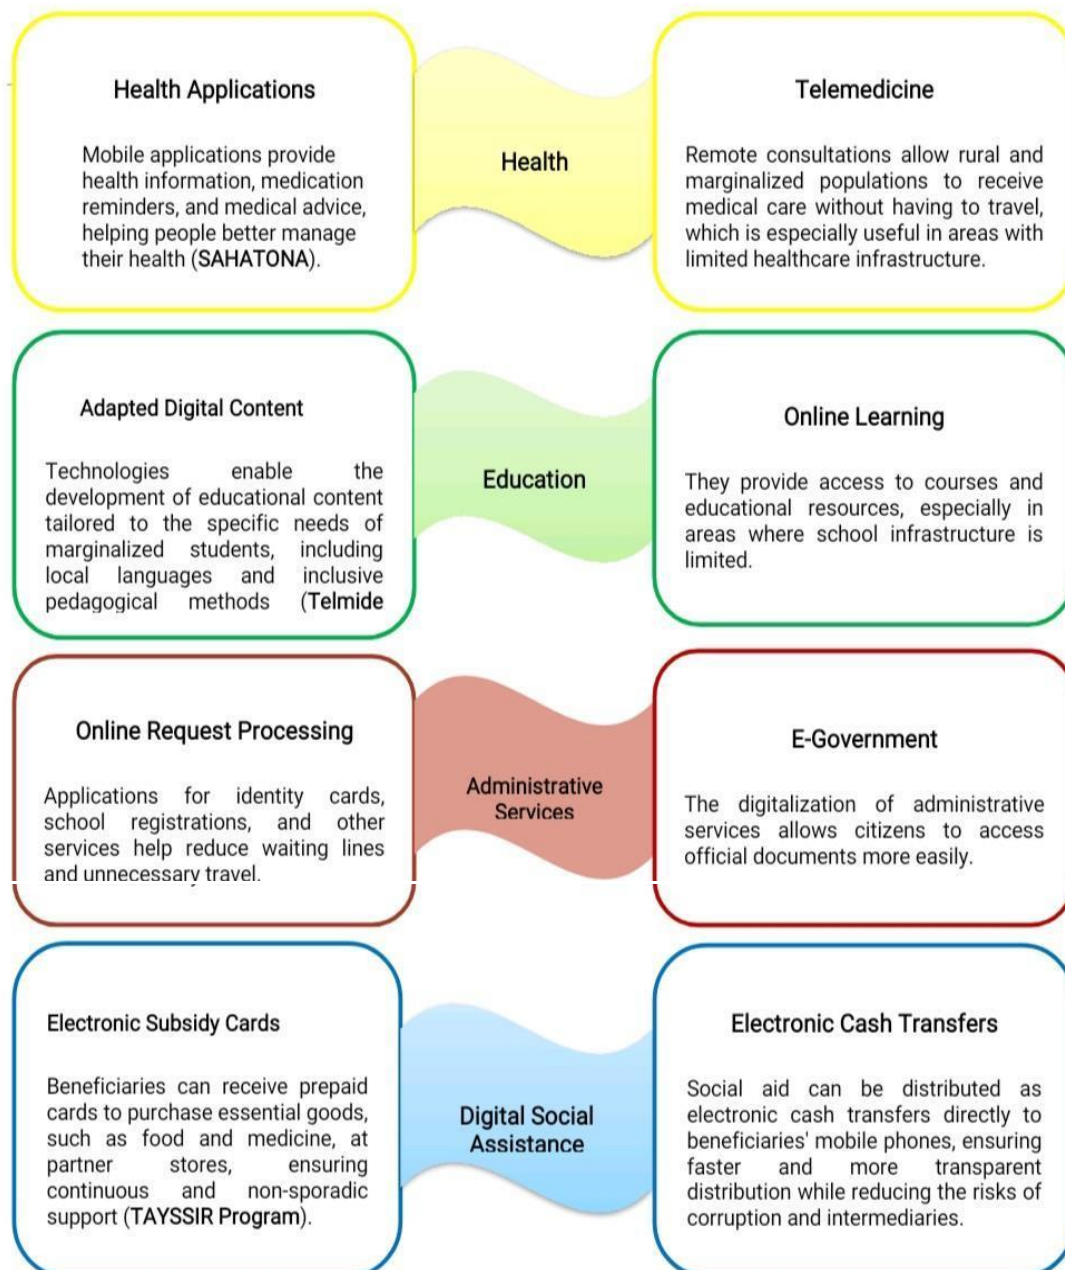 Health Applications
Mobile applications provide
health information, medication
reminders, and medical advice,
helping people better manage
their health (SAHATONA).
Health
Telemedicine
Remote consultations allow rural and
marginalized populations to receive
medical care without having to travel,
which is especially useful in areas with
limited healthcare infrastructure.
Adapted Digital Content
Technologies enable the
development of educational content
tailored to the specific needs of
marginalized students, including
local languages and inclusive
pedagogical methods (Telmide
Education
Online Learning
They provide access to courses and
educational resources, especially in
areas where school infrastructure is
limited.
Online Request Processing
Applications for identity cards,
school registrations, and other
services help reduce waiting lines
and unnecessary travel.
Administrative
Services
E-Government
The digitalization of administrative
services allows citizens to access
official documents more easily.
Electronic Subsidy Cards
Beneficiaries can receive prepaid
cards to purchase essential goods,
such as food and medicine, at
partner stores, ensuring
continuous and non-sporadic
support (TAYSSIR Program).
Digital Social
Assistance
Electronic Cash Transfers
Social aid can be distributed as
electronic cash transfers directly to
beneficiaries' mobile phones, ensuring
faster and more transparent
distribution while reducing the risks of
corruption and intermediaries.